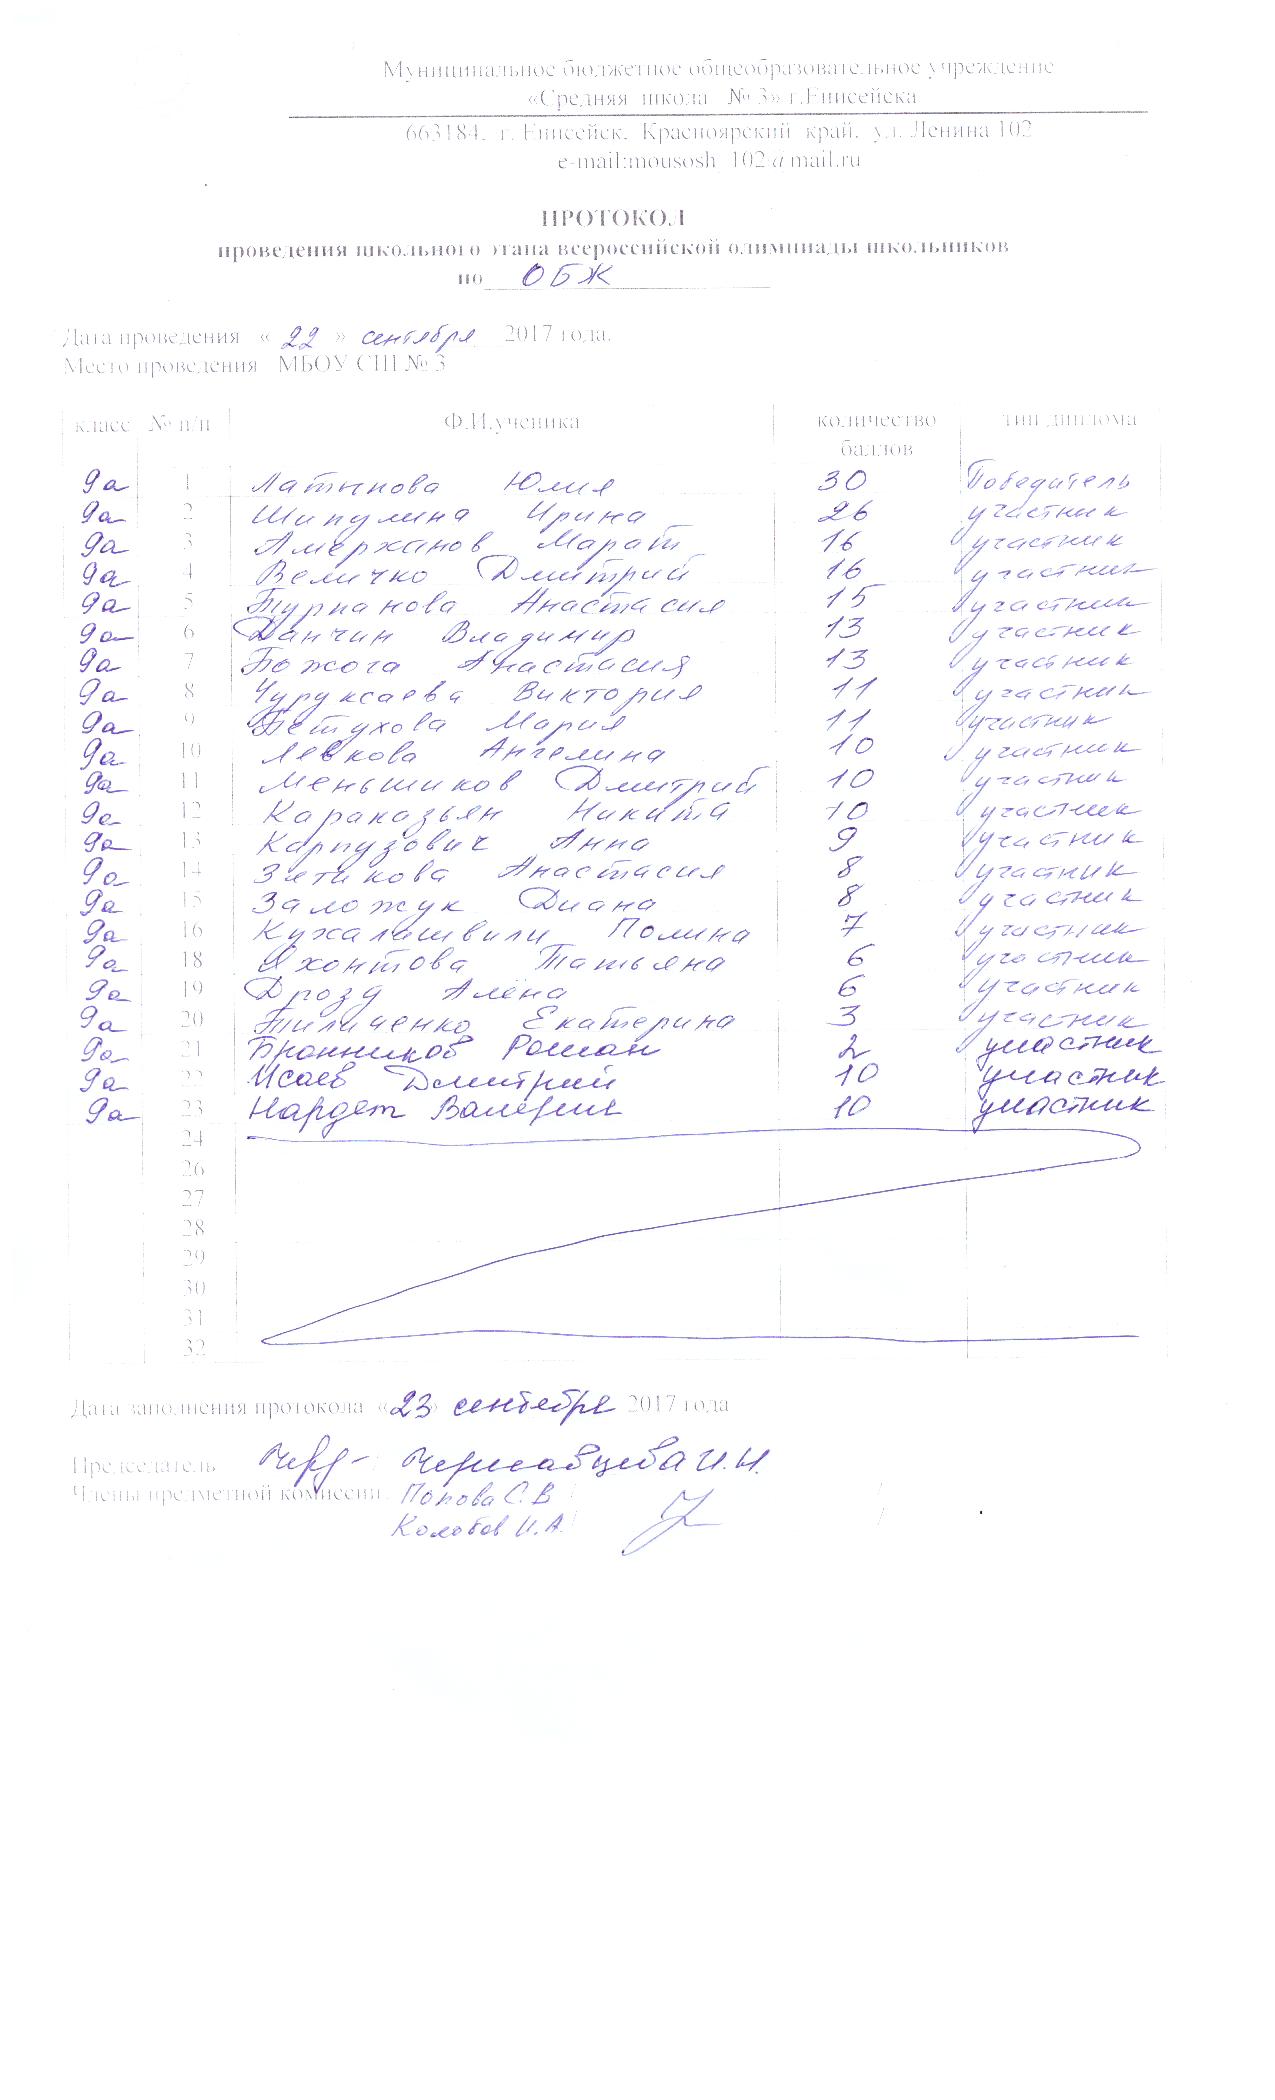 Муниципальное бюджетное общеобразовательное учреждение
«Средняя школа № 3» г.Енисейска
663184, г. Енисейск, Красноярский край, ул. Ленина 102
e-mail:mousosh_102@mail.ru
ПРОТОКОЛ
проведения школьного этапа всероссийской олимпиады школьников
по ОБЖ
Дата проведения «22» сентября 2017 года.
Место проведения МБОУ СШ № 3
класс № п/п Ф.И.ученика количество баллов тип диплома
9а 1 Латыпова Юлия 30 Победитель
9а 2 Шипулина Ирина 26 участник
9а 3 Амержанов Марат 16 участник
9а 4 Величко Дмитрий 16 участник
9а 5 Турпанова Анастасия 15 участник
9а 6 Данчин Владимир 13 участник
9а 7 Божога Анастасия 13 участник
9а 8 Чуруксаева Виктория 11 участник
9а 9 Петухова Мария 11 участник
9а 10 Левкова Ангелина 10 участник
9а 11 Меньшиков Дмитрий 10 участник
9а 12 Караказьян Никита 10 участник
9а 13 Карпузович Анна 9 участник
9а 14 Зетикова Анастасия 8 участник
9а 15 Заложук Диана 8 участник
9а 16 Кухалашвили Полина 7 участник
9а 18 Яхонтова Татьяна 6 участник
9а 19 Дрозд Алёна 6 участник
9а 20 Тиличенко Екатерина 3 участник
9а 21 Бронников Роман 2 участник
9а 22 Исаев Дмитрий 10 участник
9а 23 Нардет Валерия 10 участник
24
26
27
28
29
30
31
32
Дата заполнения протокола «23» сентября 2017 года
Председатель Чернавцева И.И.
Члены предметной комиссии Попова С.В
Колобов И.А.